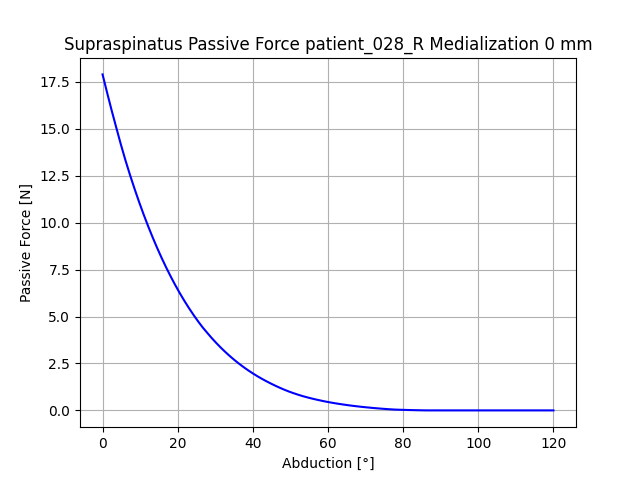 Supraspinatus Passive Force patient_028_R Medialization 0 mm
Passive Force [N]
17.5
15.0
12.5
10.0
7.5
5.0
2.5
0.0
0 20 40 60 80 100 120
Abduction [°]